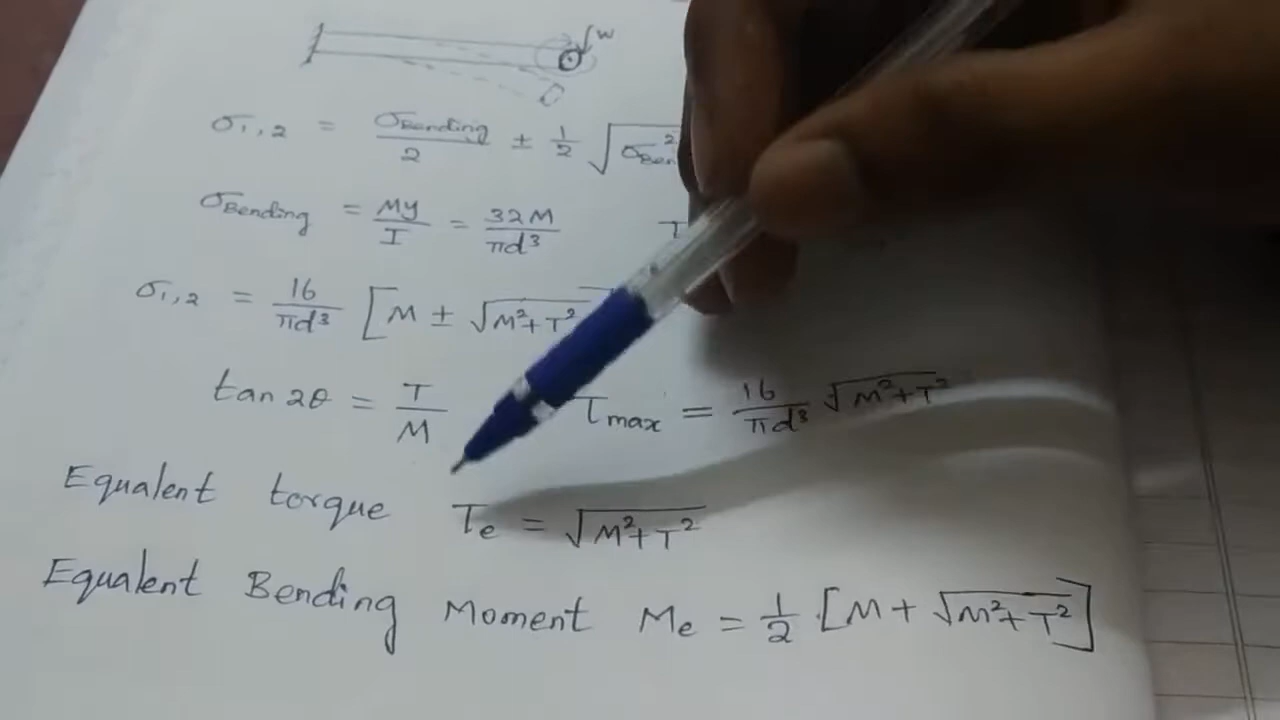 W
σ1,2 = σBending/2 ± 1/2 √σBen²
σBending = My/I = 32M/πd³ T
σ1,2 = 16/πd³ [M ± √M²+T²
tan 2θ = T/M τmax = 16/πd³ √M²+T²
Equalent torque Te = √M²+T²
Equalent Bending Moment Me = 1/2 [M + √M²+T²]